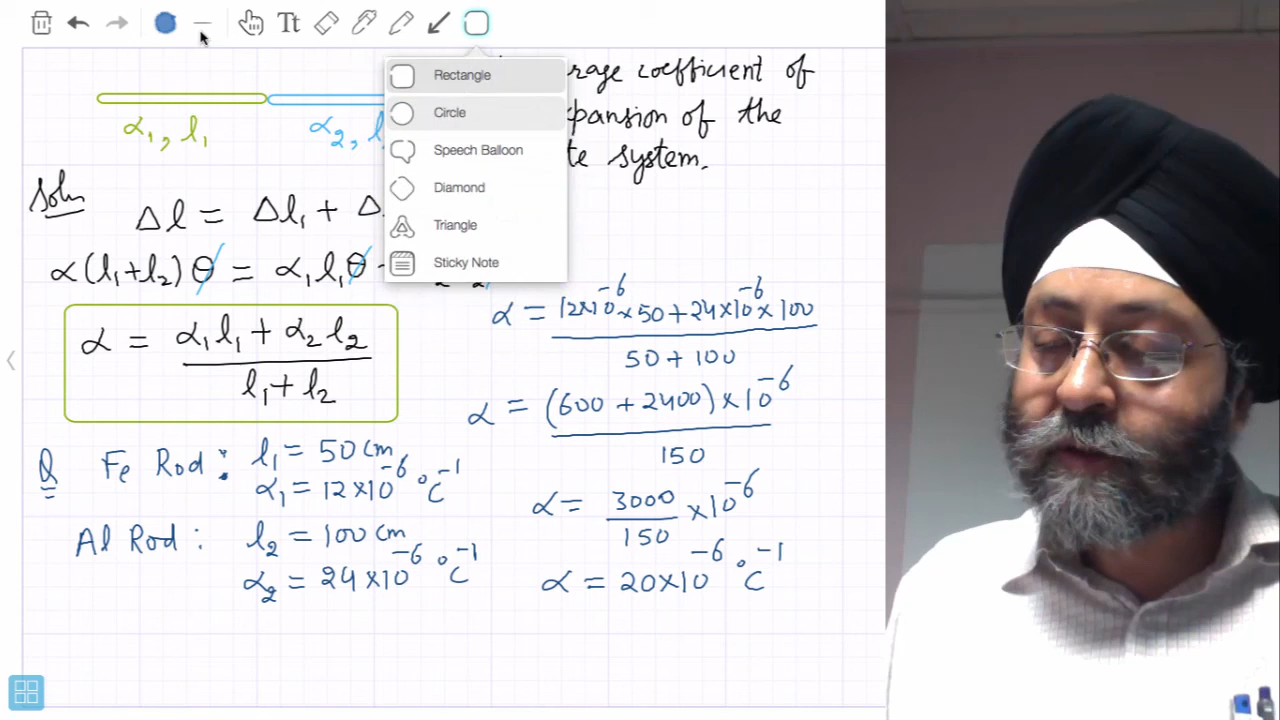 Tt
Rectangle
Circle
Speech Balloon
Diamond
Triangle
Sticky Note
coefficient of
of the
system.
α₁, l₁
α₂, l
Soln
Δl = Δl₁ + Δ
α(l₁+l₂)θ = α₁l₁θ
α = (α₁l₁ + α₂l₂) / (l₁+l₂)
Q Fe Rod : l₁ = 50 cm
α₁ = 12×10⁻⁶ °C⁻¹
Al Rod : l₂ = 100 cm
α₂ = 24×10⁻⁶ °C⁻¹
α = (12×10⁻⁶×50+24×10⁻⁶×100) / (50+100)
α = ((600+2400)×10⁻⁶) / 150
α = 3000/150 ×10⁻⁶
α = 20×10⁻⁶ °C⁻¹